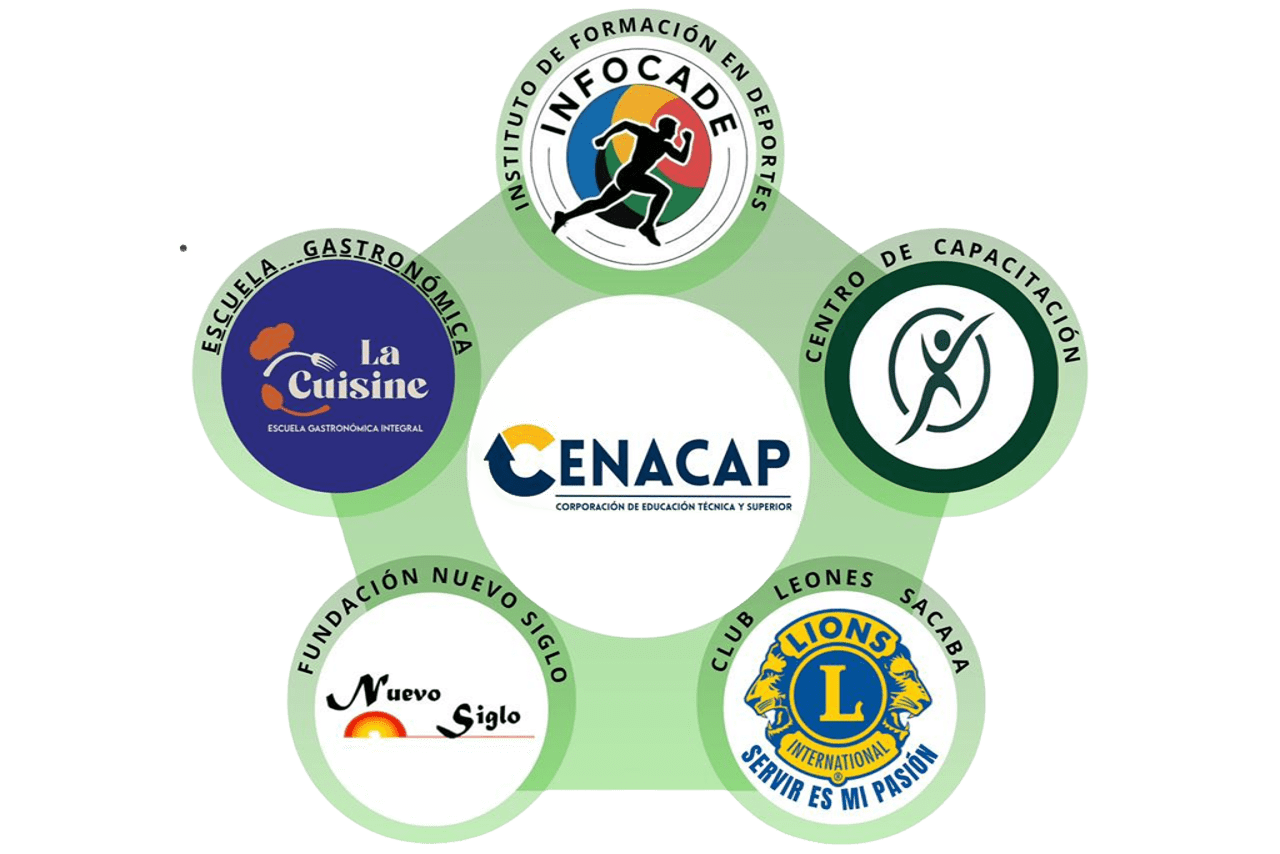 INSTITUTO DE FORMACIÓN EN DEPORTES
INFOCADE
ESCUELA...GASTRONÓMICA
La
Cuisine
ESCUELA GASTRONÓMICA INTEGRAL
CENTRO DE CAPACITACIÓN
CENACAP
CORPORACIÓN DE EDUCACIÓN TÉCNICA Y SUPERIOR
FUNDACIÓN NUEVO SIGLO
Nuevo
Siglo
CLUB LEONES SACABA
LIONS
L
INTERNATIONAL
®
SERVIR ES MI PASIÓN